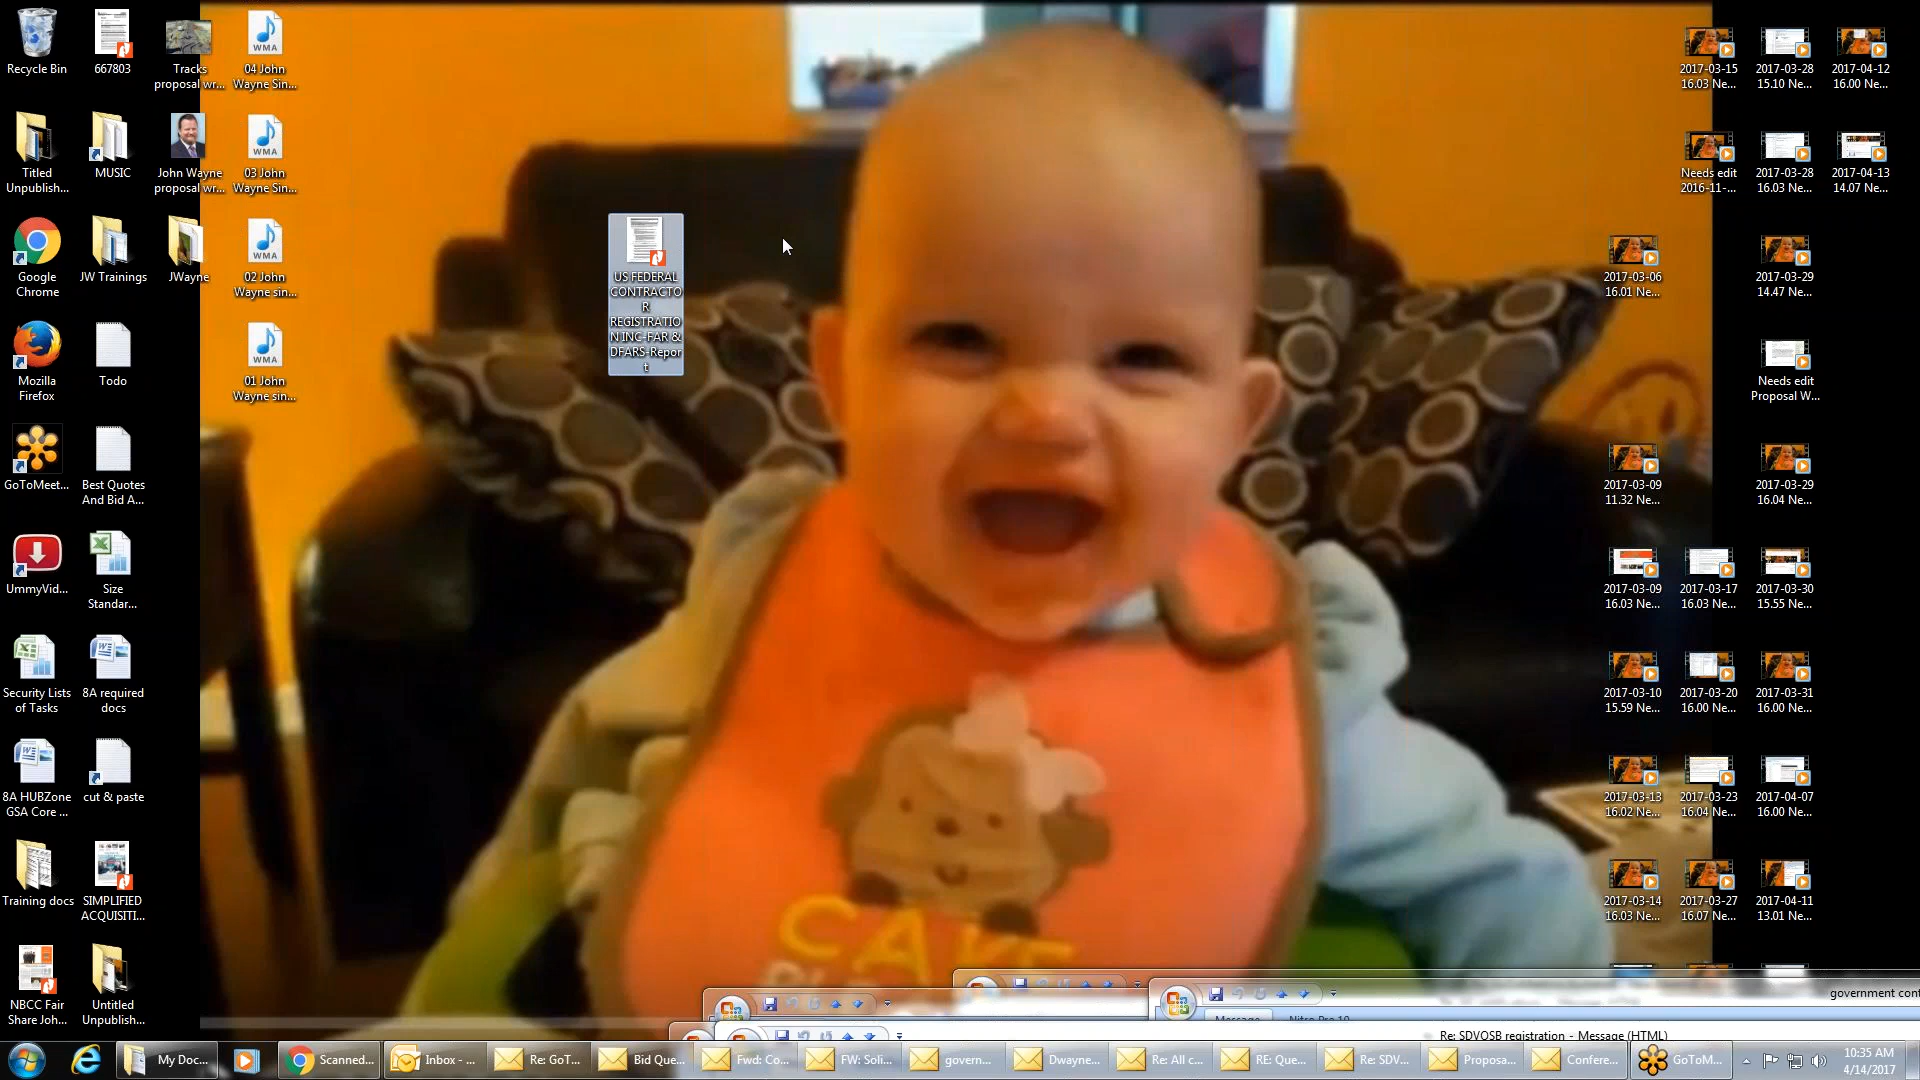 Recycle Bin
667803
Tracks
proposal wr...
04 John
Wayne Sin...
Titled
Unpublish...
MUSIC
John Wayne
proposal wr...
03 John
Wayne Sin...
Google
Chrome
JW Trainings
JWayne
02 John
Wayne sin...
Mozilla
Firefox
Todo
01 John
Wayne sin...
GoToMeet...
Best Quotes
And Bid A...
UmmyVid...
Size
Standar...
Security Lists
of Tasks
8A required
docs
8A HUBZone
GSA Core ...
cut & paste
Training docs
SIMPLIFIED
ACQUISITI...
NBCC Fair
Share Joh...
Untitled
Unpublish...
WMA
WMA
WMA
WMA
US FEDERAL
CONTRACTO
R
REGISTRATIO
N INC-FAR &
DFARS-Repor
t
2017-03-15
16.03 Ne...
2017-03-28
15.10 Ne...
2017-04-12
16.00 Ne...
Needs edit
2016-11-...
2017-03-28
16.03 Ne...
2017-04-13
14.07 Ne...
2017-03-06
16.01 Ne...
2017-03-29
14.47 Ne...
Needs edit
Proposal W...
2017-03-09
11.32 Ne...
2017-03-29
16.04 Ne...
2017-03-09
16.03 Ne...
2017-03-17
16.03 Ne...
2017-03-30
15.55 Ne...
2017-03-10
15.59 Ne...
2017-03-20
16.00 Ne...
2017-03-31
16.00 Ne...
2017-03-13
16.02 Ne...
2017-03-23
16.04 Ne...
2017-04-07
16.00 Ne...
2017-03-14
16.03 Ne...
2017-03-27
16.07 Ne...
2017-04-11
13.01 Ne...
CAKE
government cont
Message
Nitro Pro 10
Re: SDVOSB registration - Message (HTML)
My Doc...
Scanned...
Inbox - ...
Re: GoT...
Bid Que...
Fwd: Co...
FW: Soli...
govern...
Dwayne...
Re: All c...
RE: Que...
Re: SDV...
Proposa...
Confere...
GoToM...
10:35 AM
4/14/2017